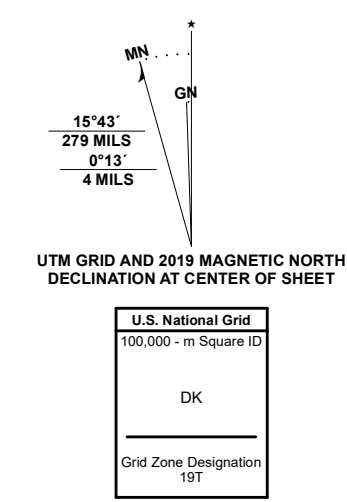 ★
MN
GN
15°43´
279 MILS
0°13´
4 MILS
UTM GRID AND 2019 MAGNETIC NORTH
DECLINATION AT CENTER OF SHEET
U.S. National Grid
100,000 - m Square ID
DK
Grid Zone Designation
19T